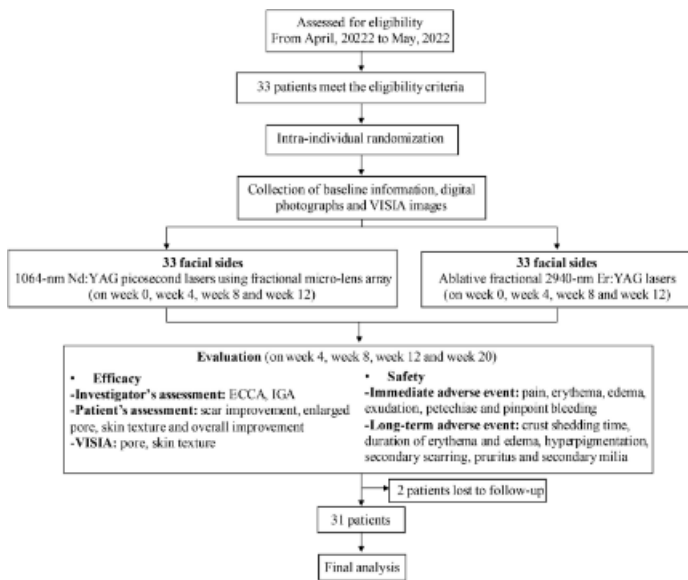 Assessed for eligibility
From April, 20222 to May, 2022
33 patients meet the eligibility criteria
Intra-individual randomization
Collection of baseline information, digital
photographs and VISIA images
33 facial sides
1064-nm Nd:YAG picosecond lasers using fractional micro-lens array
(on week 0, week 4, week 8 and week 12)
33 facial sides
Ablative fractional 2940-nm Er:YAG lasers
(on week 0, week 4, week 8 and week 12)
Evaluation (on week 4, week 8, week 12 and week 20)
• Efficacy
-Investigator's assessment: ECCA, IGA
-Patient's assessment: scar improvement, enlarged
pore, skin texture and overall improvement
-VISIA: pore, skin texture
• Safety
-Immediate adverse event: pain, erythema, edema,
exudation, petechiae and pinpoint bleeding
-Long-term adverse event: crust shedding time,
duration of erythema and edema, hyperpigmentation,
secondary scarring, pruritus and secondary milia
2 patients lost to follow-up
31 patients
Final analysis